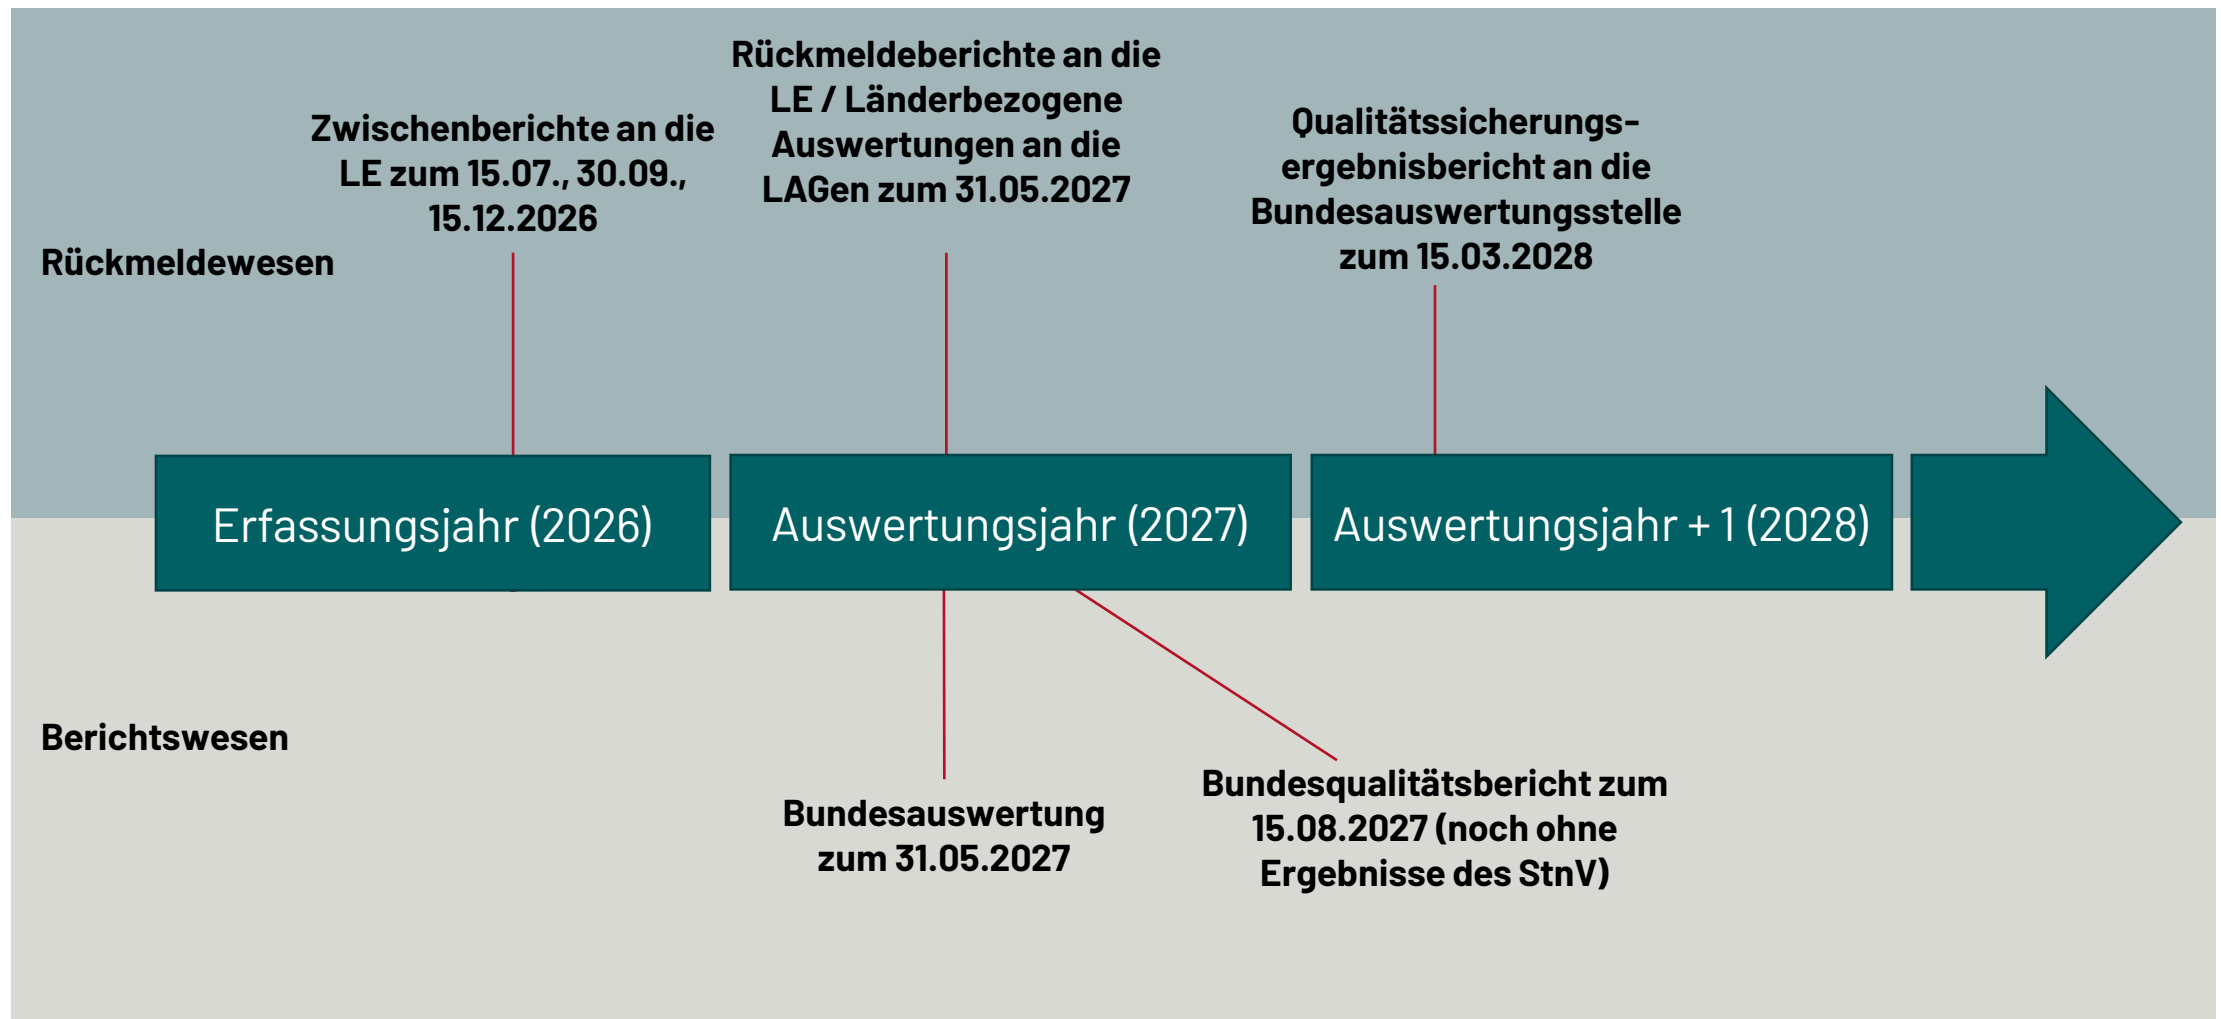 Rückmeldewesen
Zwischenberichte an die
LE zum 15.07., 30.09.,
15.12.2026
Rückmeldeberichte an die
LE / Länderbezogene
Auswertungen an die
LAGen zum 31.05.2027
Qualitätssicherungs-
ergebnisbericht an die
Bundesauswertungsstelle
zum 15.03.2028
Erfassungsjahr (2026)
Auswertungsjahr (2027)
Auswertungsjahr + 1 (2028)
Berichtswesen
Bundesauswertung
zum 31.05.2027
Bundesqualitätsbericht zum
15.08.2027 (noch ohne
Ergebnisse des StnV)